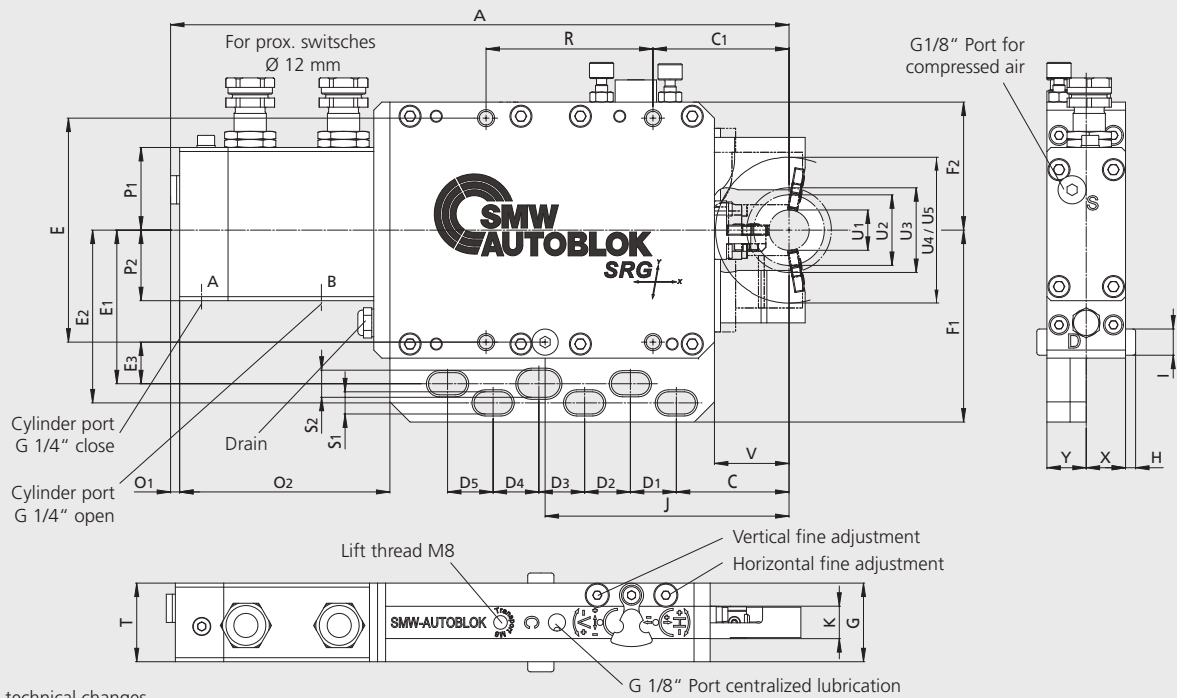 A
For prox. switsches
Ø 12 mm
R
C1
G1/8“ Port for
compressed air
E
P1
P2
E1
E2
E3
A
B
SMW
AUTOBLOK
SRG
Y
x
U1
U2
U3
U4 / U5
F2
F1
S
D
I
S2
S1
Cylinder port
G 1/4“ close
Drain
Cylinder port
G 1/4“ open
O1
O2
D5
D4
D3
D2
D1
C
V
J
Y
X
H
Lift thread M8
Vertical fine adjustment
Horizontal fine adjustment
T
SMW-AUTOBLOK
Transport M8
C
V
H
K
G
G 1/8“ Port centralized lubrication
technical changes